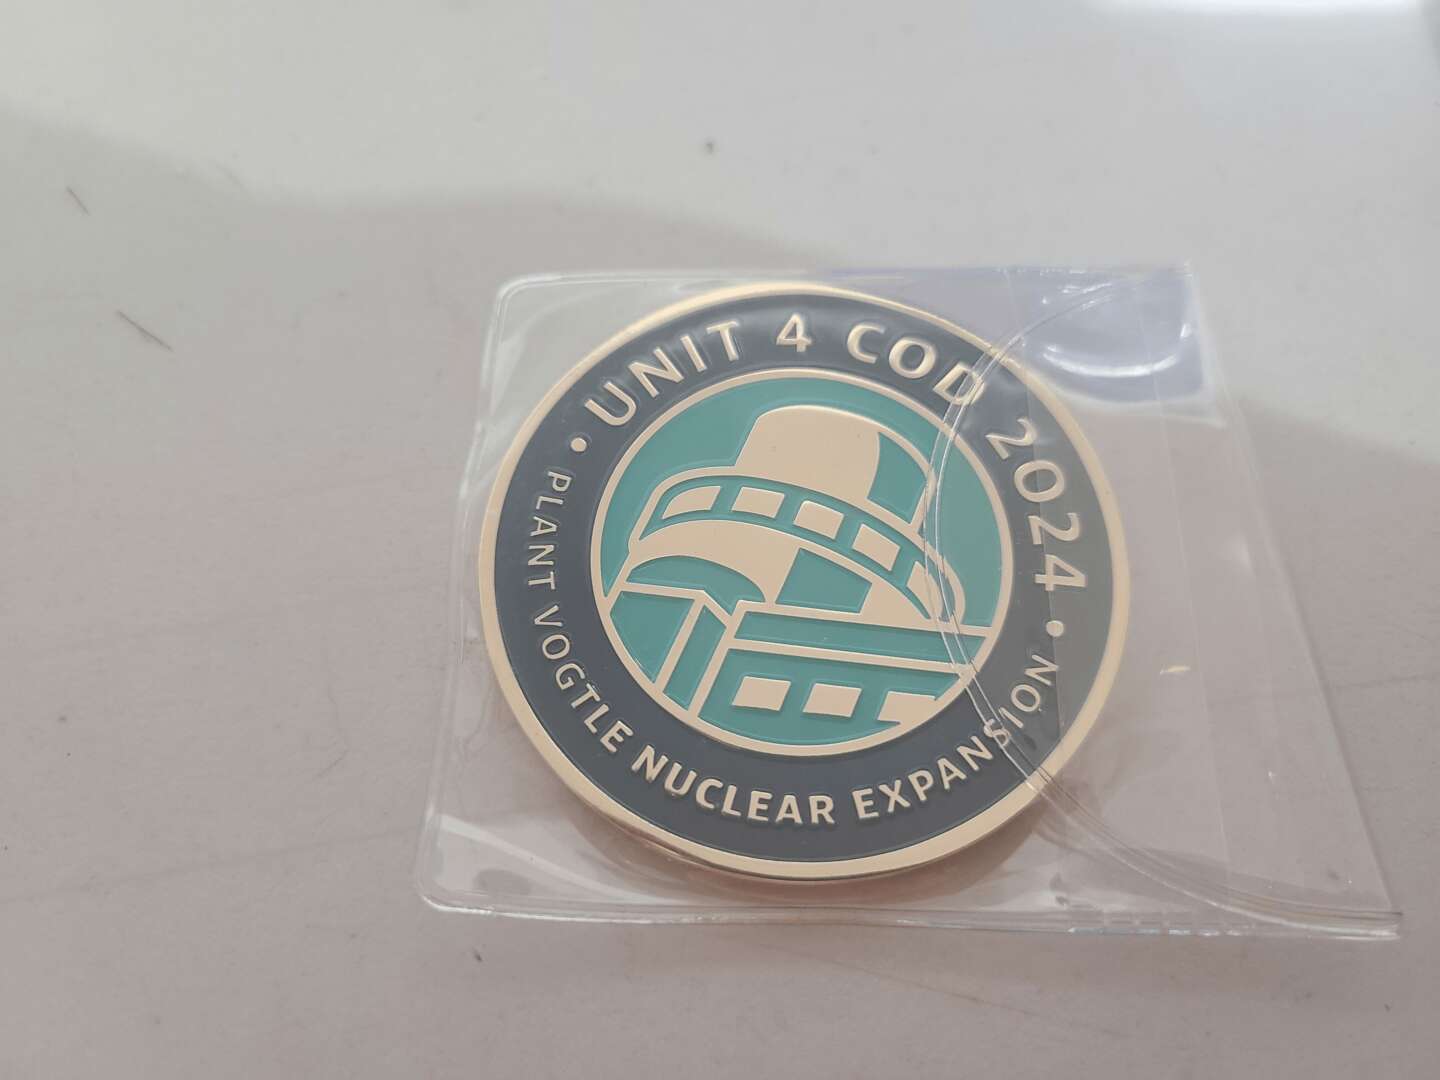 UNIT 4 COD 2024
PLANT VOGTLE NUCLEAR EXPANSION